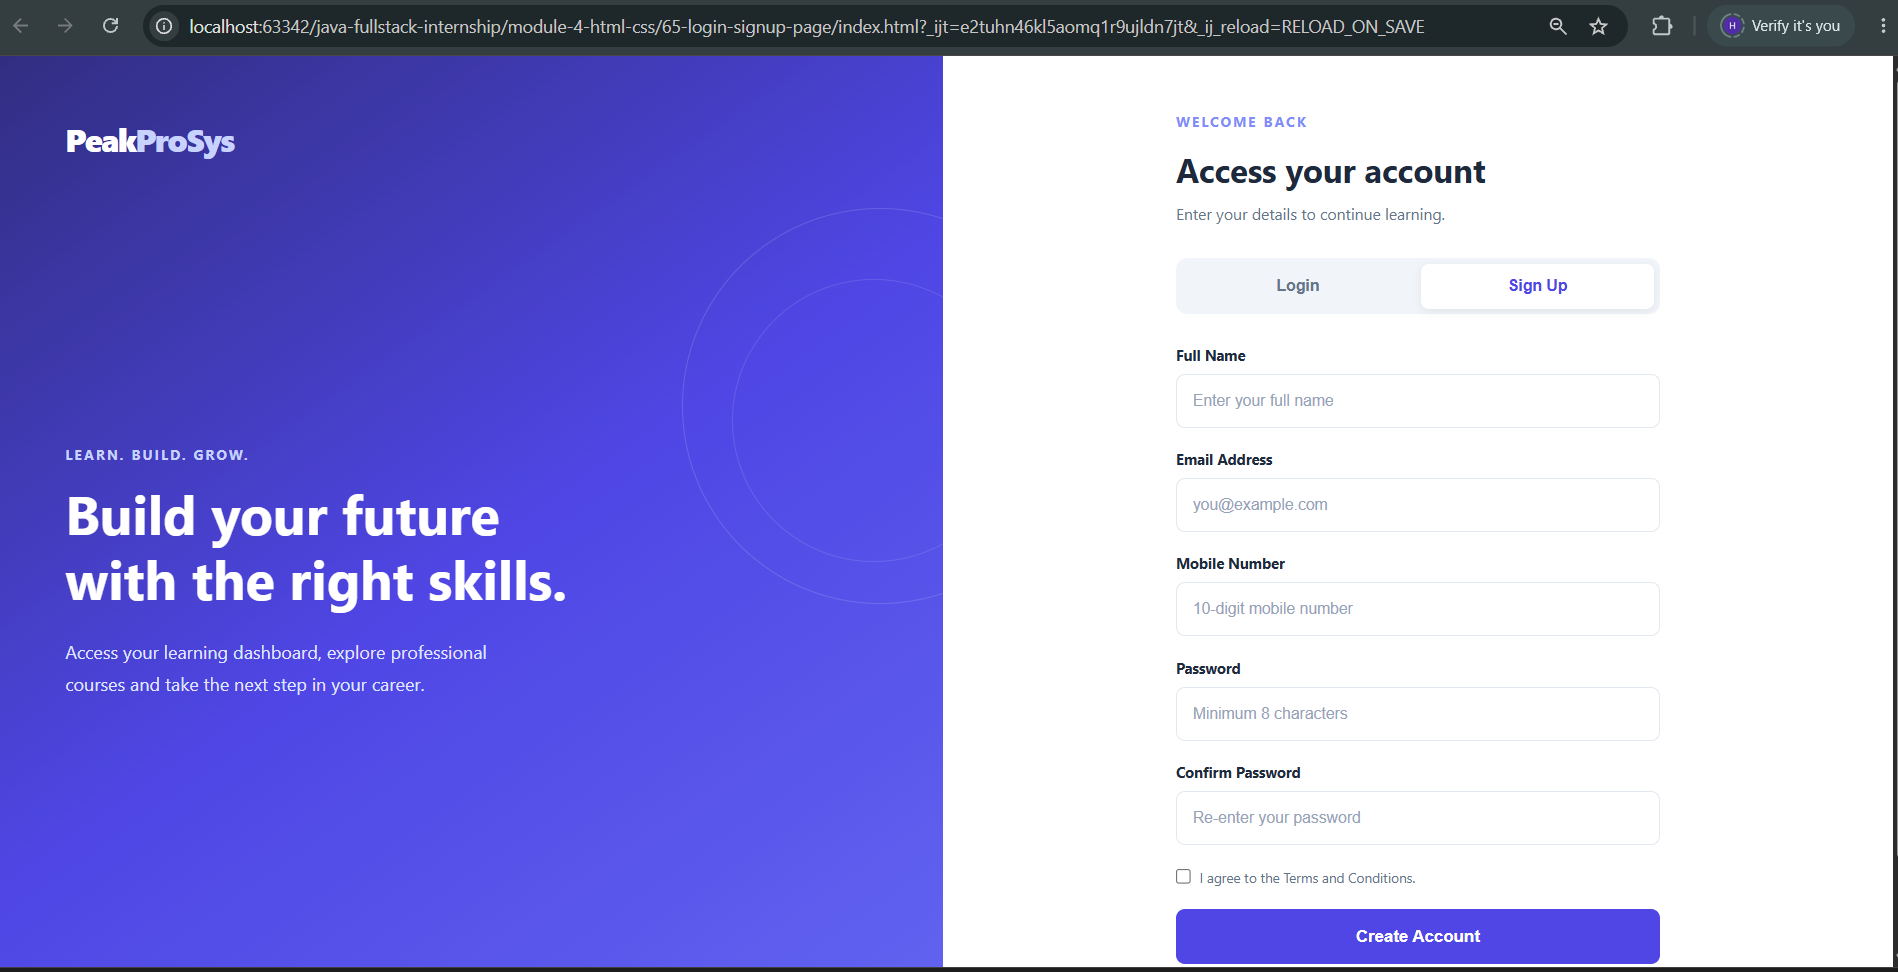 localhost:63342/java-fullstack-internship/module-4-html-css/65-login-signup-page/index.html?_ijt=e2tuhn46kl5aomq1r9ujldn7jt&_ij_reload=RELOAD_ON_SAVE
H
Verify it's you
PeakProSys
LEARN. BUILD. GROW.
Build your future
with the right skills.
Access your learning dashboard, explore professional
courses and take the next step in your career.
WELCOME BACK
Access your account
Enter your details to continue learning.
Login
Sign Up
Full Name
Enter your full name
Email Address
you@example.com
Mobile Number
10-digit mobile number
Password
Minimum 8 characters
Confirm Password
Re-enter your password
I agree to the Terms and Conditions.
Create Account